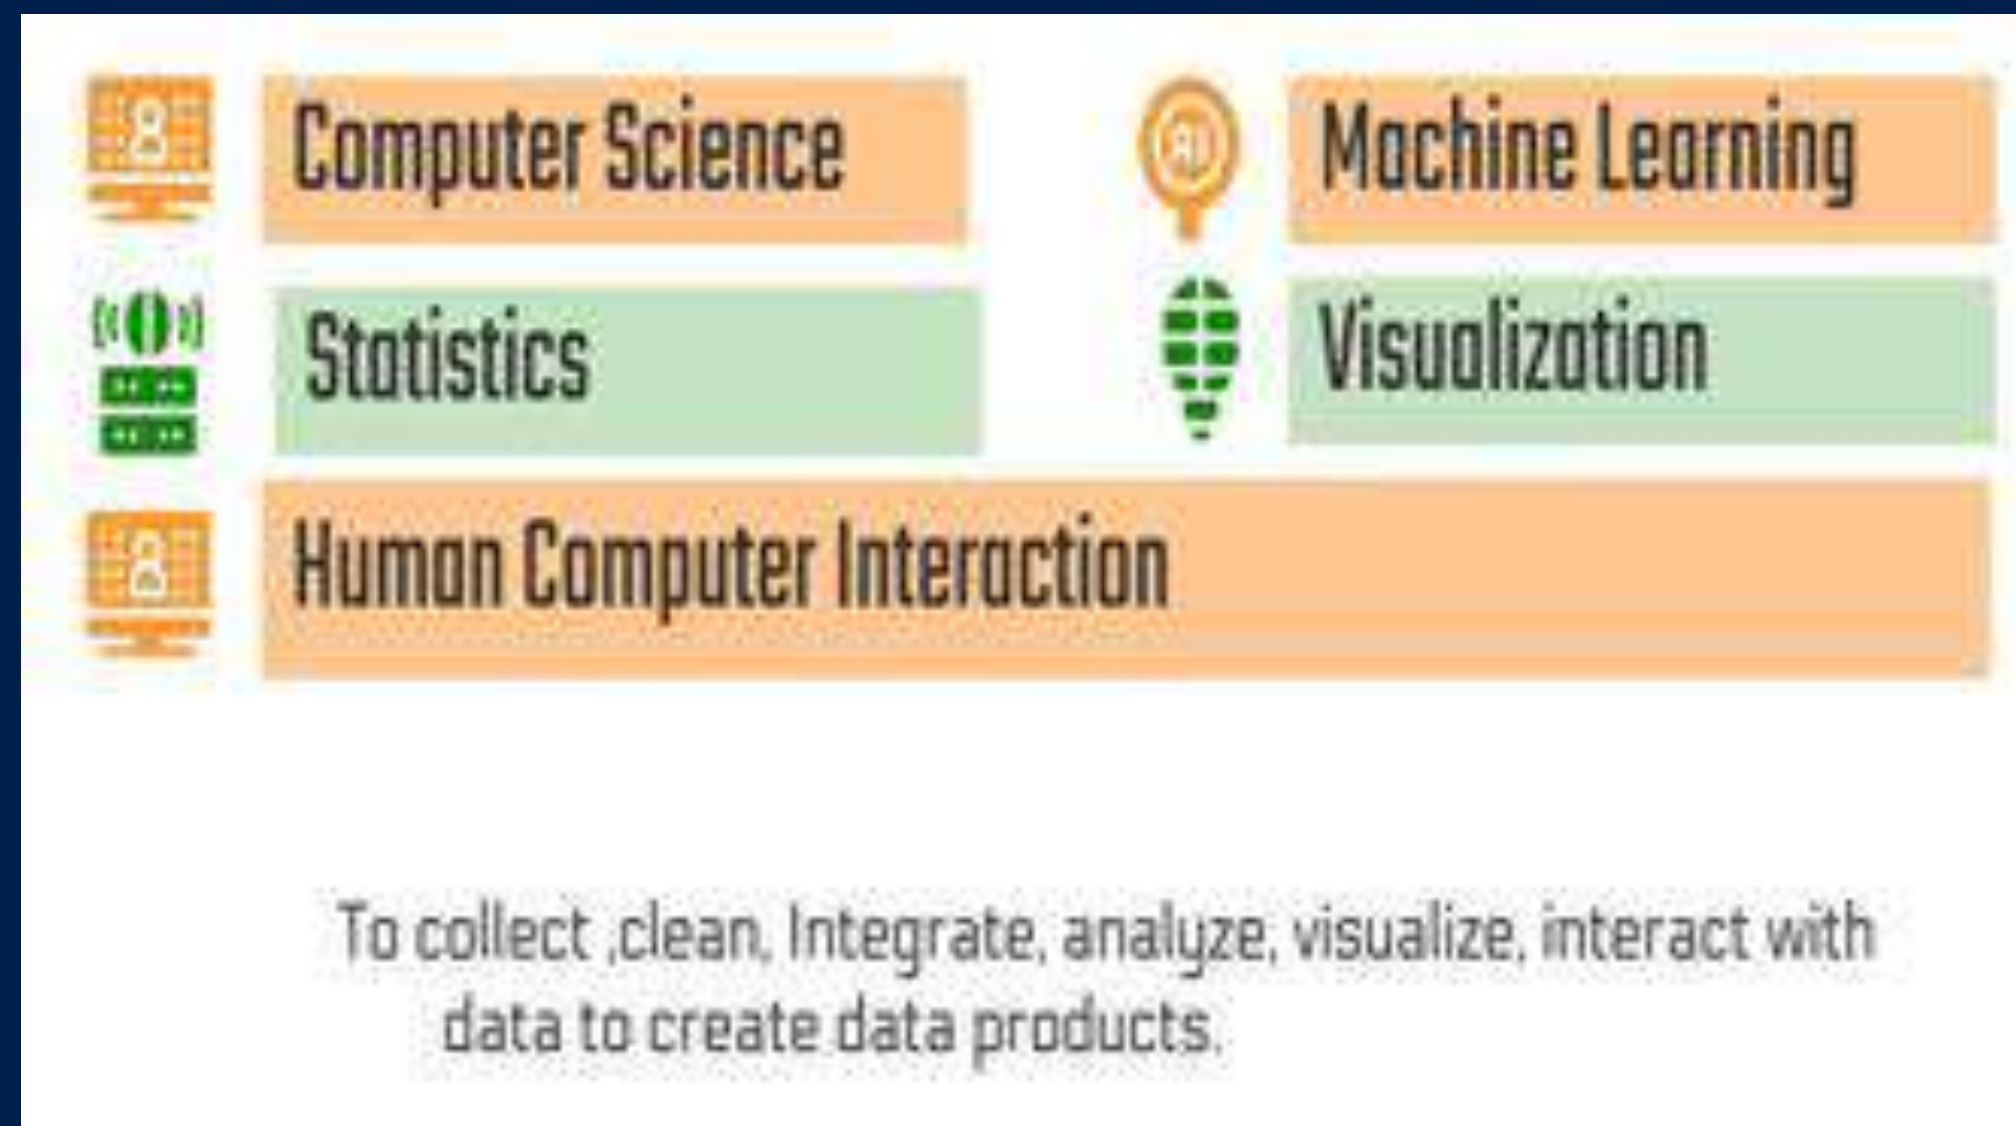 Computer Science
Machine Learning
Statistics
Visualization
Human Computer Interaction
To collect ,clean, Integrate, analyze, visualize, interact with
data to create data products.